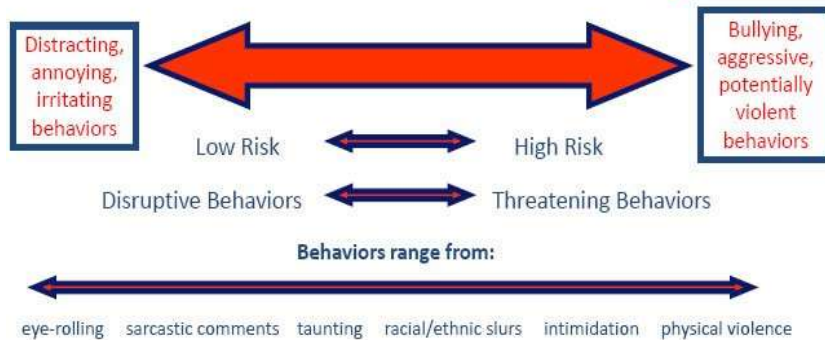 Distracting,
annoying,
irritating
behaviors
Bullying,
aggressive,
potentially
violent
behaviors
Low Risk High Risk
Disruptive Behaviors Threatening Behaviors
Behaviors range from:
eye-rolling sarcastic comments taunting racial/ethnic slurs intimidation physical violence